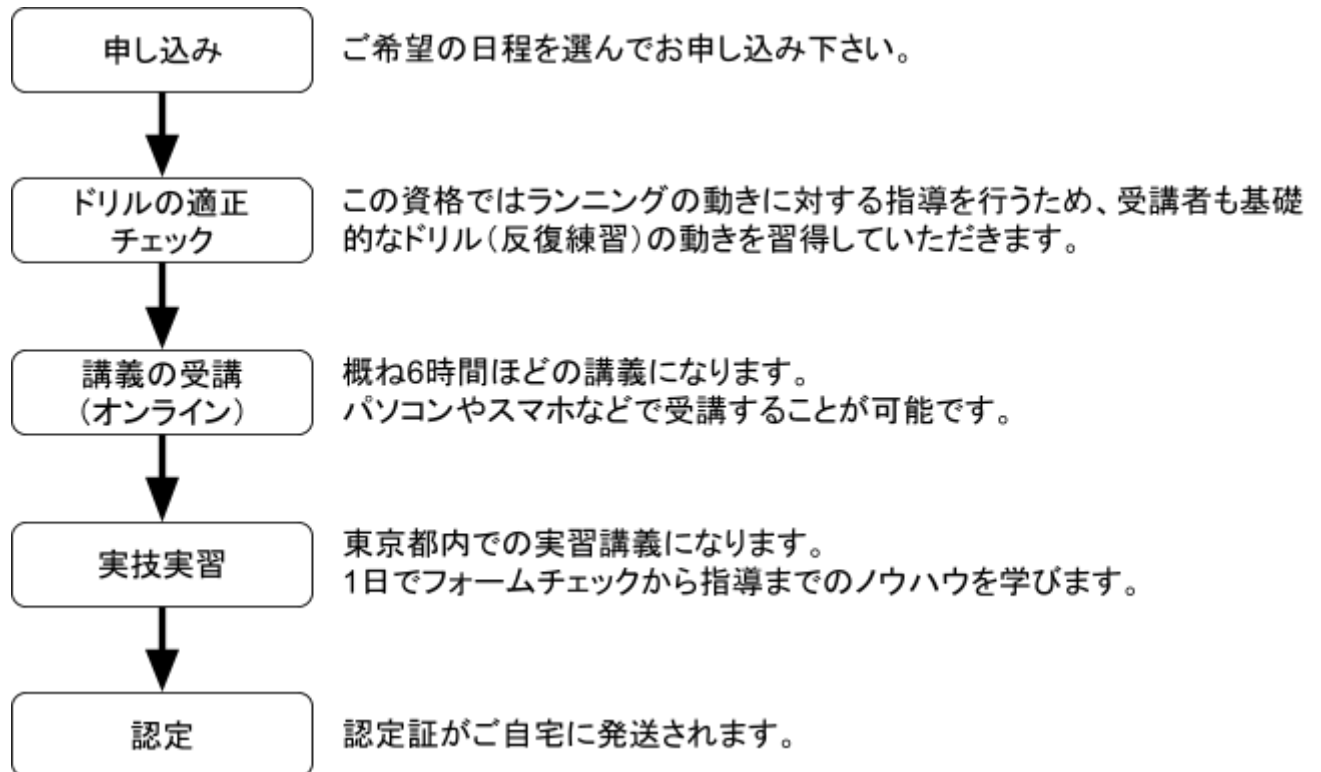 申し込み
ご希望の日程を選んでお申し込み下さい。
ドリルの適正
チェック
この資格ではランニングの動きに対する指導を行うため、受講者も基礎
的なドリル（反復練習）の動きを習得していただきます。
講義の受講
（オンライン）
概ね6時間ほどの講義になります。
パソコンやスマホなどで受講することが可能です。
実技実習
東京都内での実習講義になります。
1日でフォームチェックから指導までのノウハウを学びます。
認定
認定証がご自宅に発送されます。